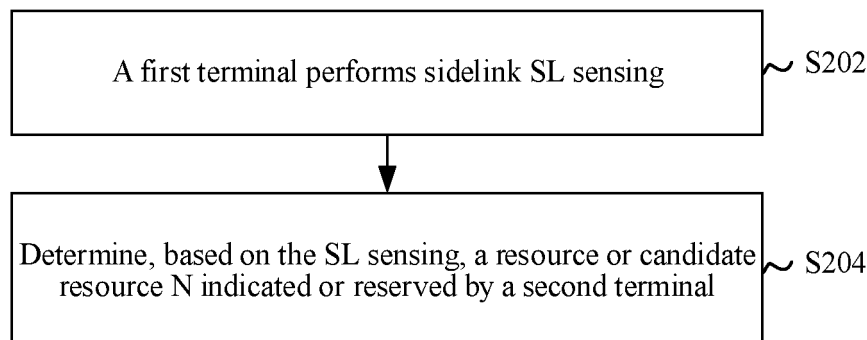 A first terminal performs sidelink SL sensing
S202
Determine, based on the SL sensing, a resource or candidate
resource N indicated or reserved by a second terminal
S204